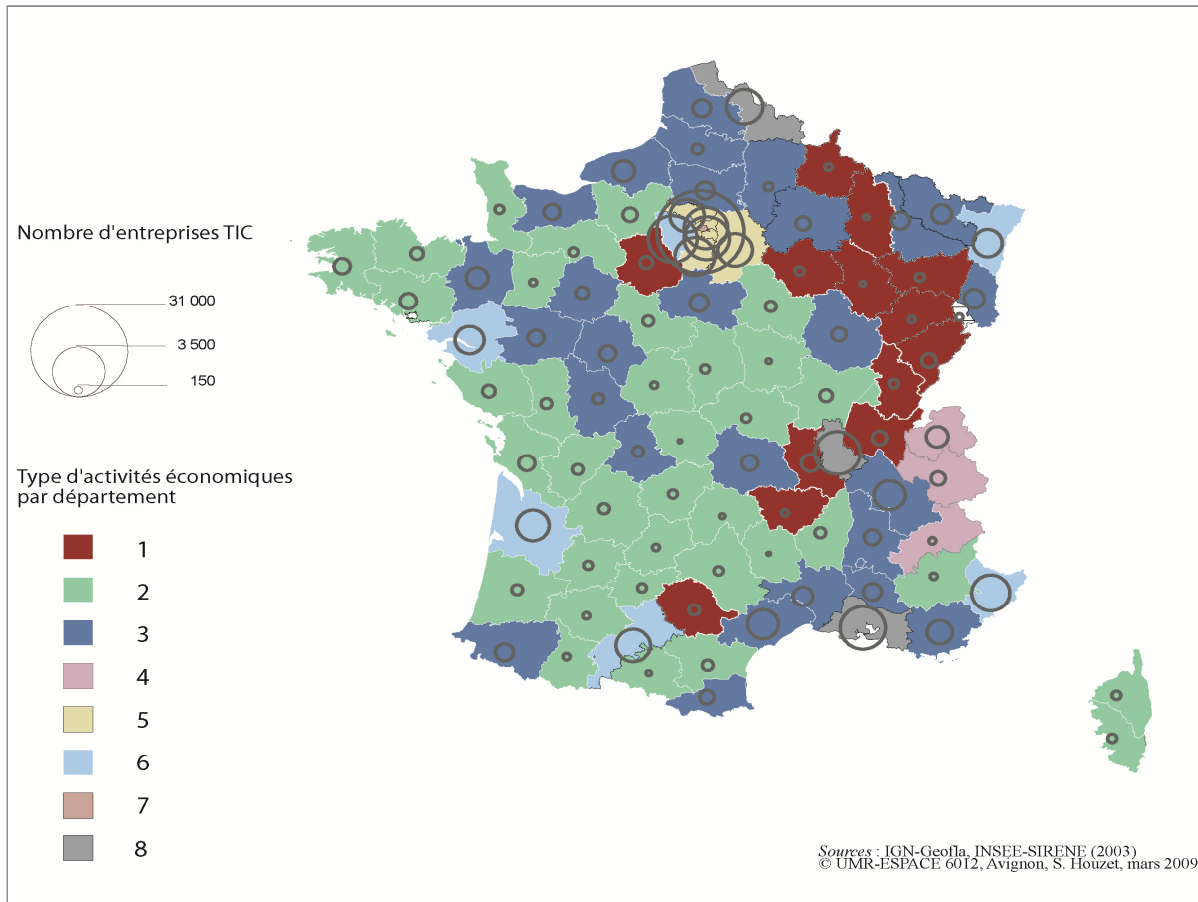 Nombre d'entreprises TIC
31 000
3 500
150
Type d'activités économiques
par département
1
2
3
4
5
6
7
8
Sources : IGN-Geofla, INSEE-SIRENE (2003)
© UMR-ESPACE 6012, Avignon, S. Houzet, mars 2009